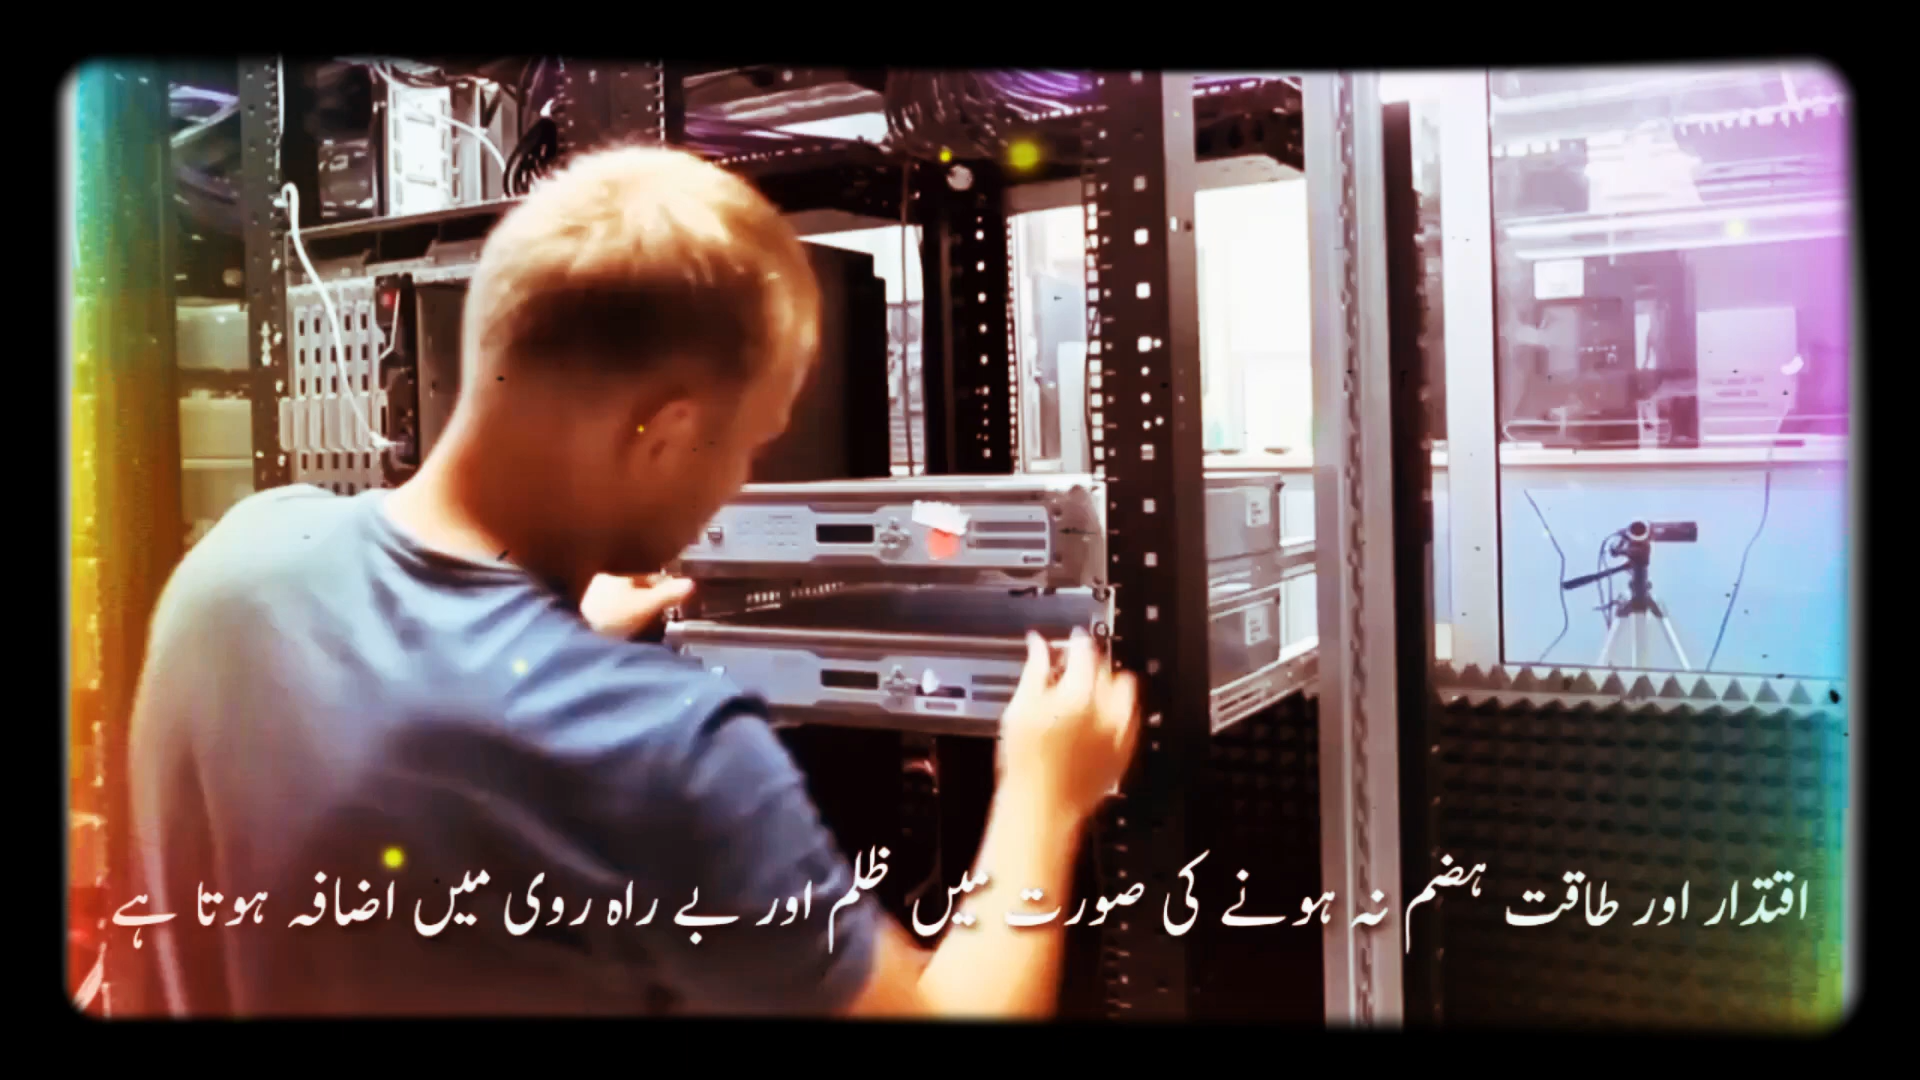 اقتدار اور طاقت ہضم نہ ہونے کی صورت میں ظلم اور بے راہ روی میں اضافہ ہوتا ہے